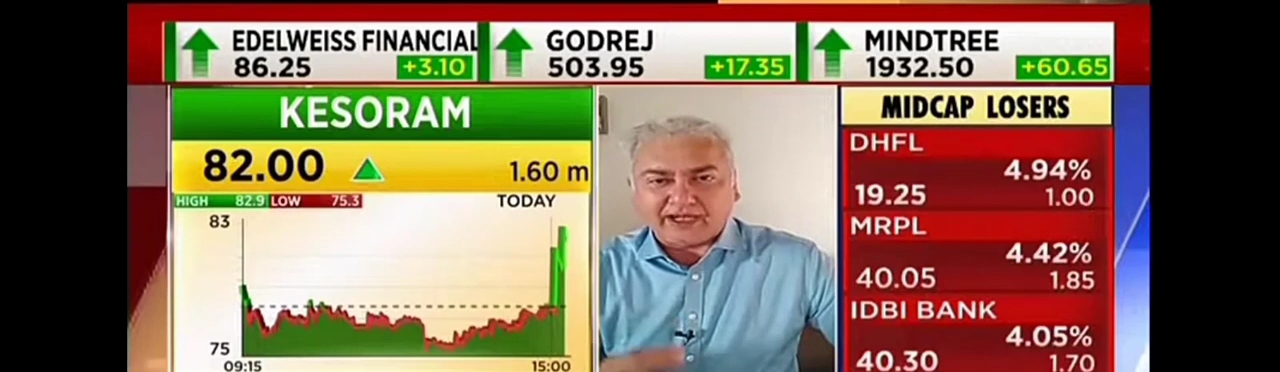 EDELWEISS FINANCIAL
86.25 +3.10
GODREJ
503.95 +17.35
MINDTREE
1932.50 +60.65
KESORAM
82.00 1.60 m
HIGH 82.9 LOW 75.3 TODAY
83
75
09:15 15:00
MIDCAP LOSERS
DHFL
4.94%
19.25 1.00
MRPL
4.42%
40.05 1.85
IDBI BANK
4.05%
40.30 1.70